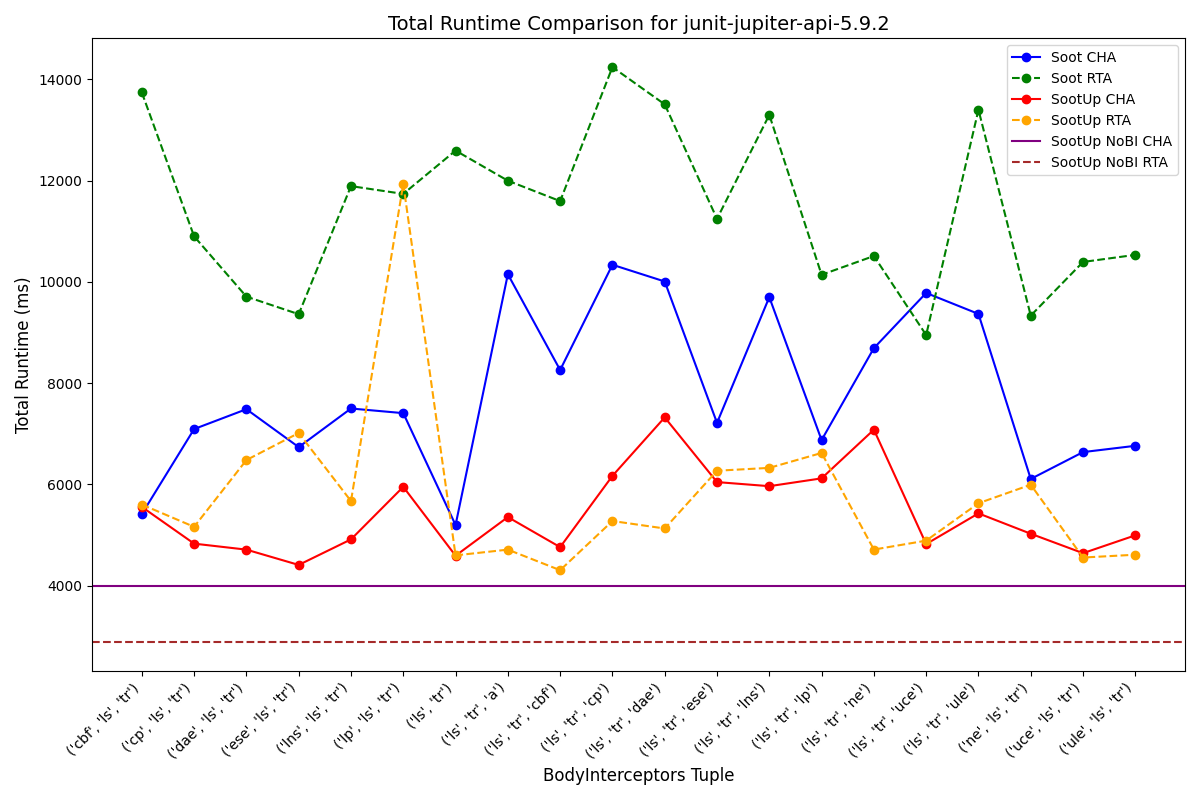 Total Runtime Comparison for junit-jupiter-api-5.9.2
Soot CHA
Soot RTA
SootUp CHA
SootUp RTA
SootUp NoBI CHA
SootUp NoBI RTA
Total Runtime (ms)
14000
12000
10000
8000
6000
4000
('cbf', 'ls', 'tr')
('cp', 'ls', 'tr')
('dae', 'ls', 'tr')
('ese', 'ls', 'tr')
('lns', 'ls', 'tr')
('lp', 'ls', 'tr')
('ls', 'tr')
('ls', 'tr', 'a')
('ls', 'tr', 'cbf')
('ls', 'tr', 'cp')
('ls', 'tr', 'dae')
('ls', 'tr', 'ese')
('ls', 'tr', 'lns')
('ls', 'tr', 'lp')
('ls', 'tr', 'ne')
('ls', 'tr', 'uce')
('ls', 'tr', 'ule')
('ne', 'ls', 'tr')
('uce', 'ls', 'tr')
('ule', 'ls', 'tr')
BodyInterceptors Tuple